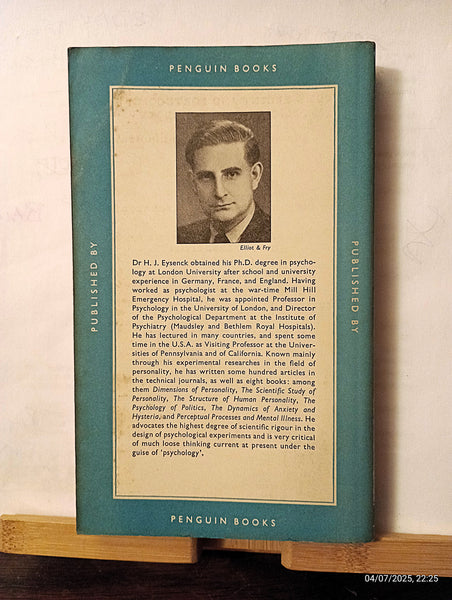 PENGUIN BOOKS
PUBLISHED BY
PUBLISHED BY
Elliot & Fry
Dr H. J. Eysenck obtained his Ph.D. degree in psycho-
logy at London University after school and university
experience in Germany, France, and England. Having
worked as psychologist at the war-time Mill Hill
Emergency Hospital, he was appointed Professor in
Psychology in the University of London, and Director
of the Psychological Department at the Institute of
Psychiatry (Maudsley and Bethlem Royal Hospitals).
He has lectured in many countries, and spent some
time in the U.S.A. as Visiting Professor at the Univer-
sities of Pennsylvania and of California. Known mainly
through his experimental researches in the field of
personality, he has written some hundred articles in
the technical journals, as well as eight books: among
them Dimensions of Personality, The Scientific Study of
Personality, The Structure of Human Personality, The
Psychology of Politics, The Dynamics of Anxiety and
Hysteria, and Perceptual Processes and Mental Illness. He
advocates the highest degree of scientific rigour in the
design of psychological experiments and is very critical
of much loose thinking current at present under the
guise of 'psychology',
PENGUIN BOOKS
04/07/2025, 22:25